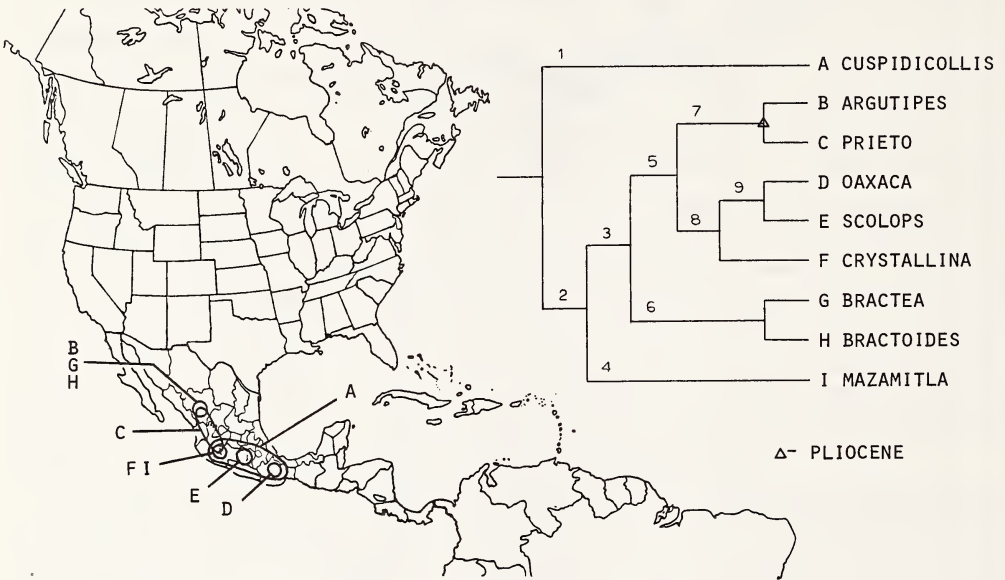 1
A CUSPIDICOLLIS
7
B ARGUTIPES
C PRIETO
5
9
D OAXACA
8
E SCOLOPS
3
F CRYSTALLINA
2
6
G BRACTEA
H BRACTOIDES
4
I MAZAMITLA
B
G
H
A
C
F I
E
D
△- PLIOCENE